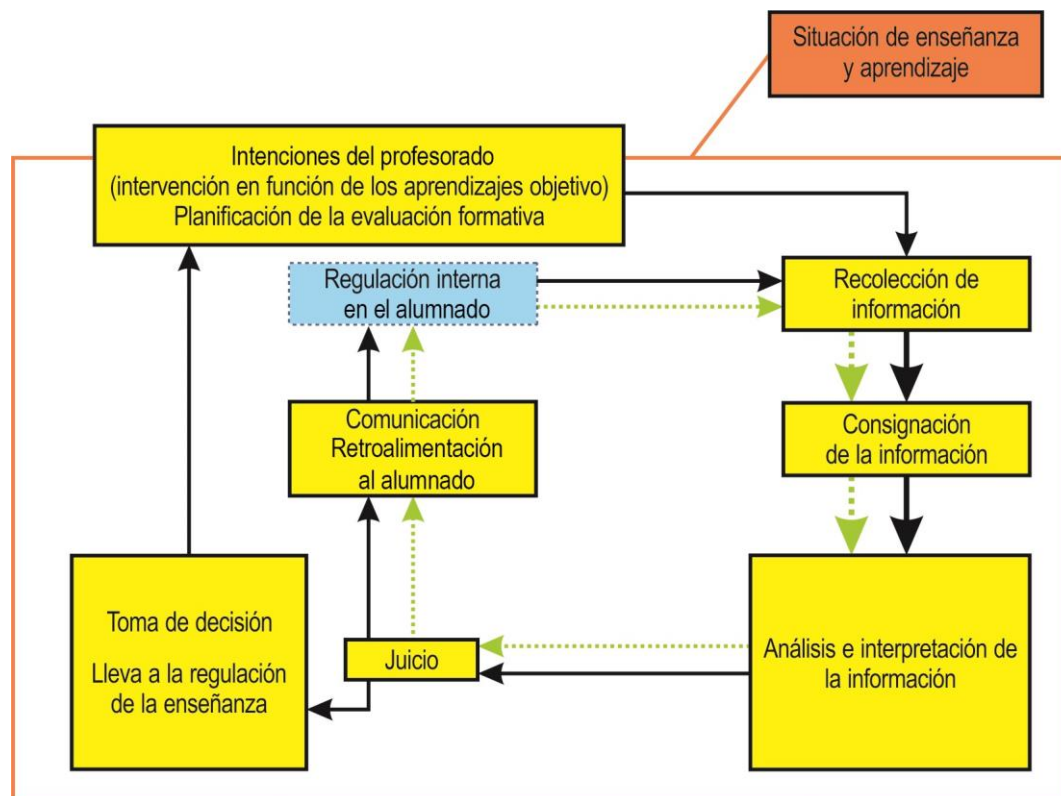 Situación de enseñanza
y aprendizaje
Intenciones del profesorado
(intervención en función de los aprendizajes objetivo)
Planificación de la evaluación formativa
Regulación interna
en el alumnado
Recolección de
información
Comunicación
Retroalimentación
al alumnado
Consignación
de la información
Toma de decisión
Lleva a la regulación
de la enseñanza
Juicio
Análisis e interpretación de
la información